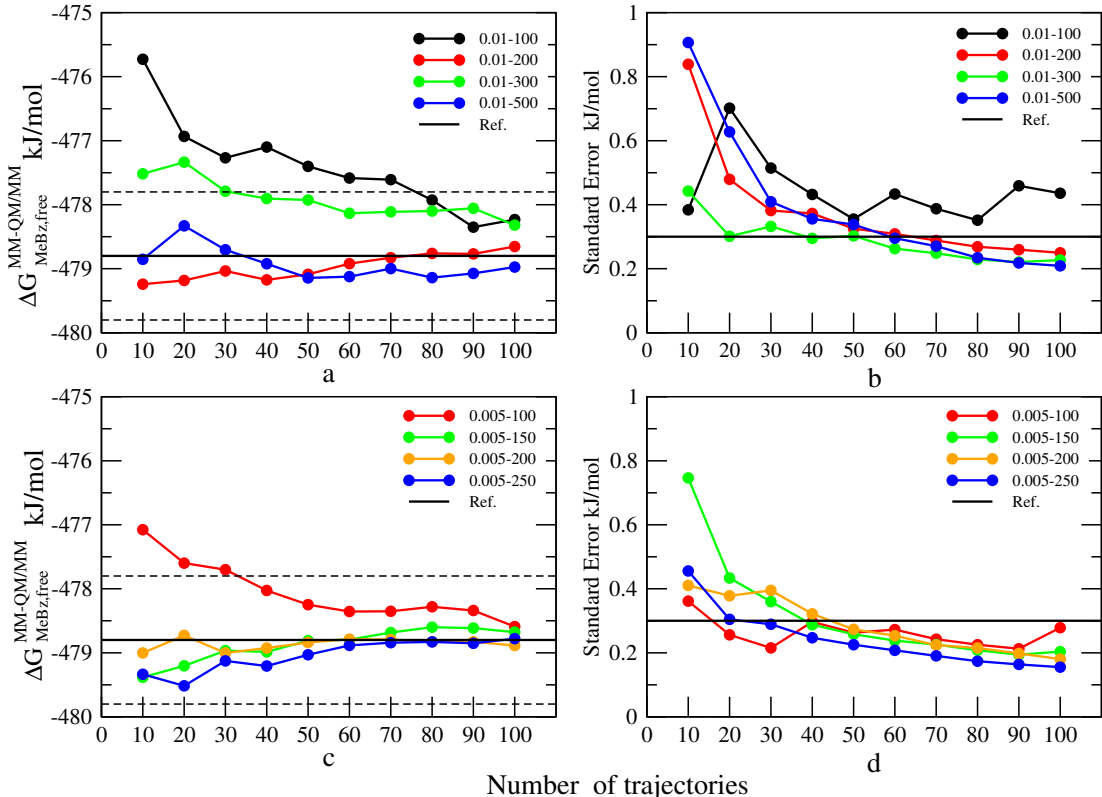 -475
-476
-477
-478
-479
-480
ΔG MM-QM/MM MeBz,free kJ/mol
0.01-100
0.01-200
0.01-300
0.01-500
Ref.
0 10 20 30 40 50 60 70 80 90 100
a
1
0.8
0.6
0.4
0.2
0
Standard Error kJ/mol
0.01-100
0.01-200
0.01-300
0.01-500
Ref.
0 10 20 30 40 50 60 70 80 90 100
b
-475
-476
-477
-478
-479
-480
ΔG MM-QM/MM MeBz,free kJ/mol
0.005-100
0.005-150
0.005-200
0.005-250
Ref.
0 10 20 30 40 50 60 70 80 90 100
c
1
0.8
0.6
0.4
0.2
0
Standard Error kJ/mol
0.005-100
0.005-150
0.005-200
0.005-250
Ref.
0 10 20 30 40 50 60 70 80 90 100
d
Number of trajectories